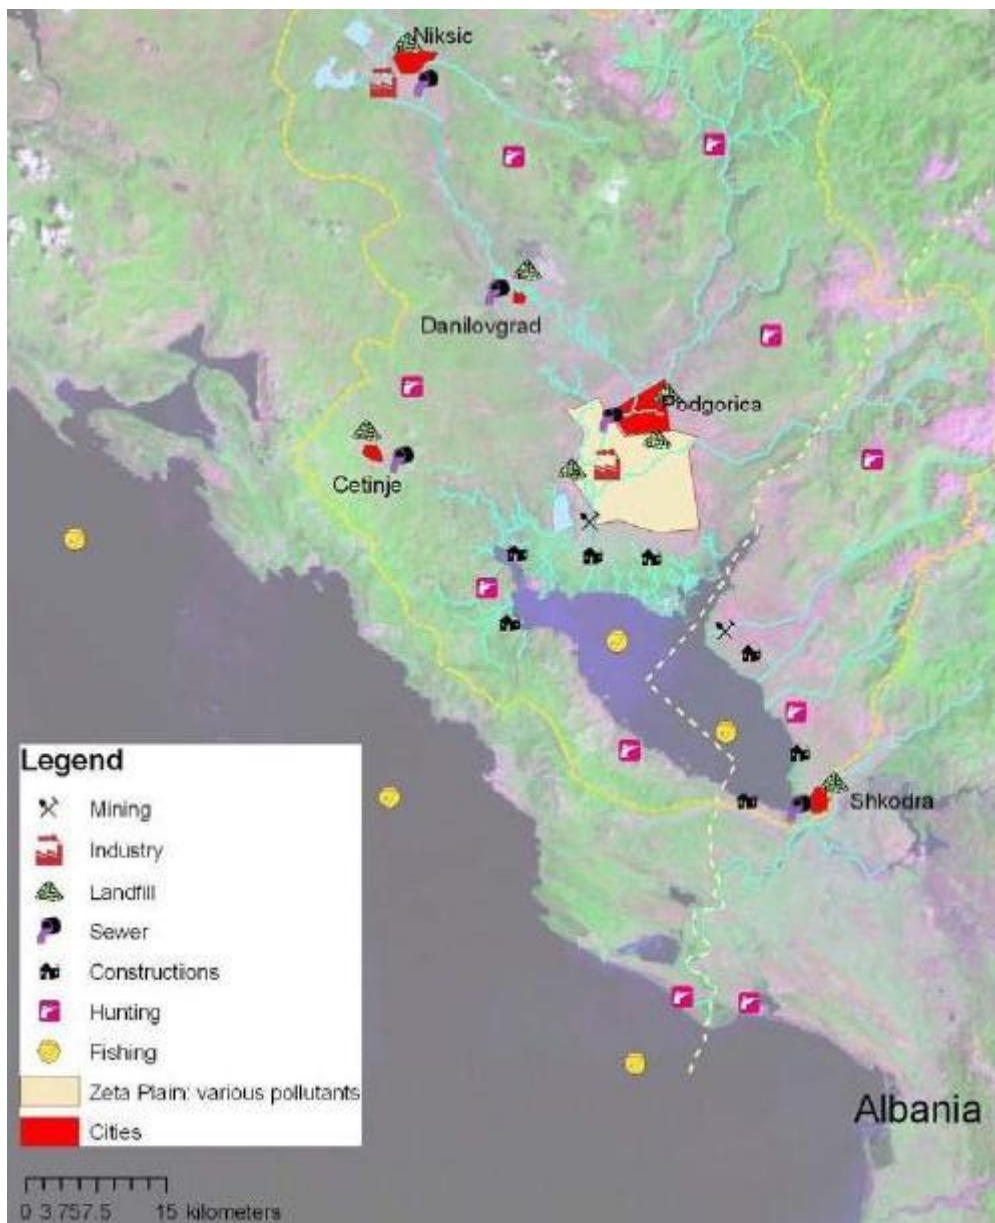 Niksic
Danilovgrad
Podgorica
Cetinje
Shkodra
Albania
Legend
Mining
Industry
Landfill
Sewer
Constructions
Hunting
Fishing
Zeta Plain: various pollutants
Cities
0 3.757.5 15 kilometers